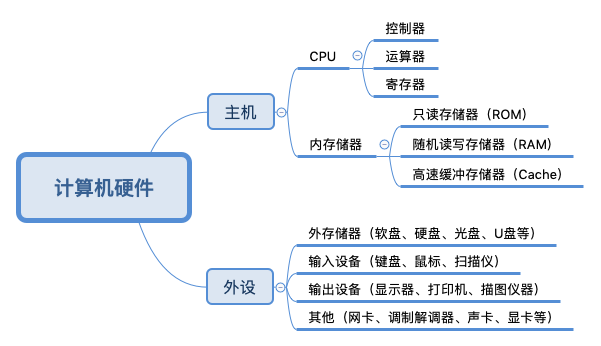 计算机硬件
主机
CPU
控制器
运算器
寄存器
内存储器
只读存储器（ROM）
随机读写存储器（RAM）
高速缓冲存储器（Cache）
外设
外存储器（软盘、硬盘、光盘、U盘等）
输入设备（键盘、鼠标、扫描仪）
输出设备（显示器、打印机、描图仪器）
其他（网卡、调制解调器、声卡、显卡等）